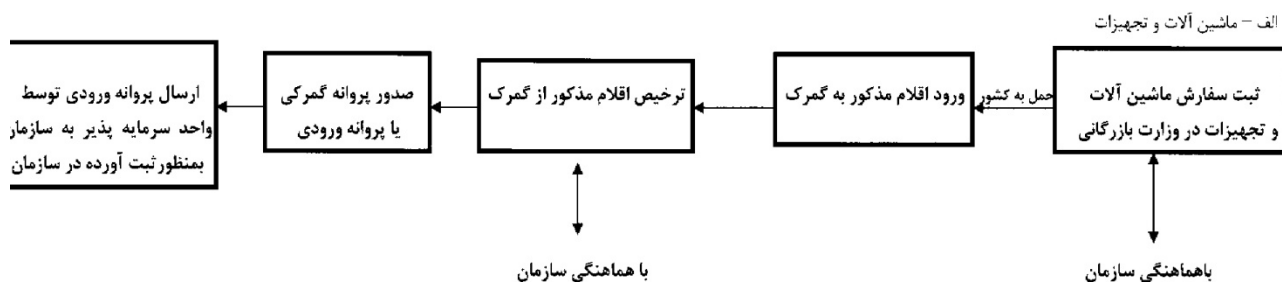 الف – ماشین آلات و تجهیزات
ثبت سفارش ماشین آلات
و تجهیزات در وزارت بازرگانی
حمل به کشور
ورود اقلام مذکور به گمرک
ترخیص اقلام مذکور از گمرک
صدور پروانه گمرکی
یا پروانه ورودی
ارسال پروانه ورودی توسط
واحد سرمایه پذیر به سازمان
بمنظور ثبت آورده در سازمان
باهماهنگی سازمان
با هماهنگی سازمان